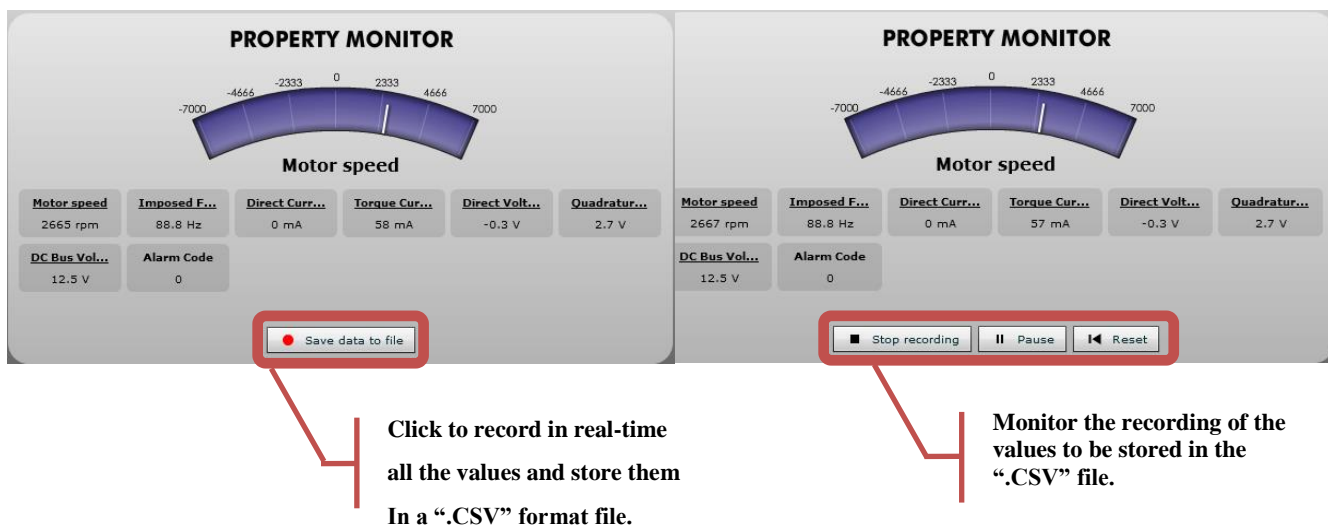 PROPERTY MONITOR
-7000 -4666 -2333 0 2333 4666 7000
Motor speed
Motor speed Imposed F... Direct Curr... Torque Cur... Direct Volt... Quadratur...
2665 rpm 88.8 Hz 0 mA 58 mA -0.3 V 2.7 V
DC Bus Vol... Alarm Code
12.5 V 0
Save data to file
Click to record in real-time
all the values and store them
In a “.CSV” format file.
PROPERTY MONITOR
-7000 -4666 -2333 0 2333 4666 7000
Motor speed
Motor speed Imposed F... Direct Curr... Torque Cur... Direct Volt... Quadratur...
2667 rpm 88.8 Hz 0 mA 57 mA -0.3 V 2.7 V
DC Bus Vol... Alarm Code
12.5 V 0
Stop recording Pause Reset
Monitor the recording of the
values to be stored in the
“.CSV” file.